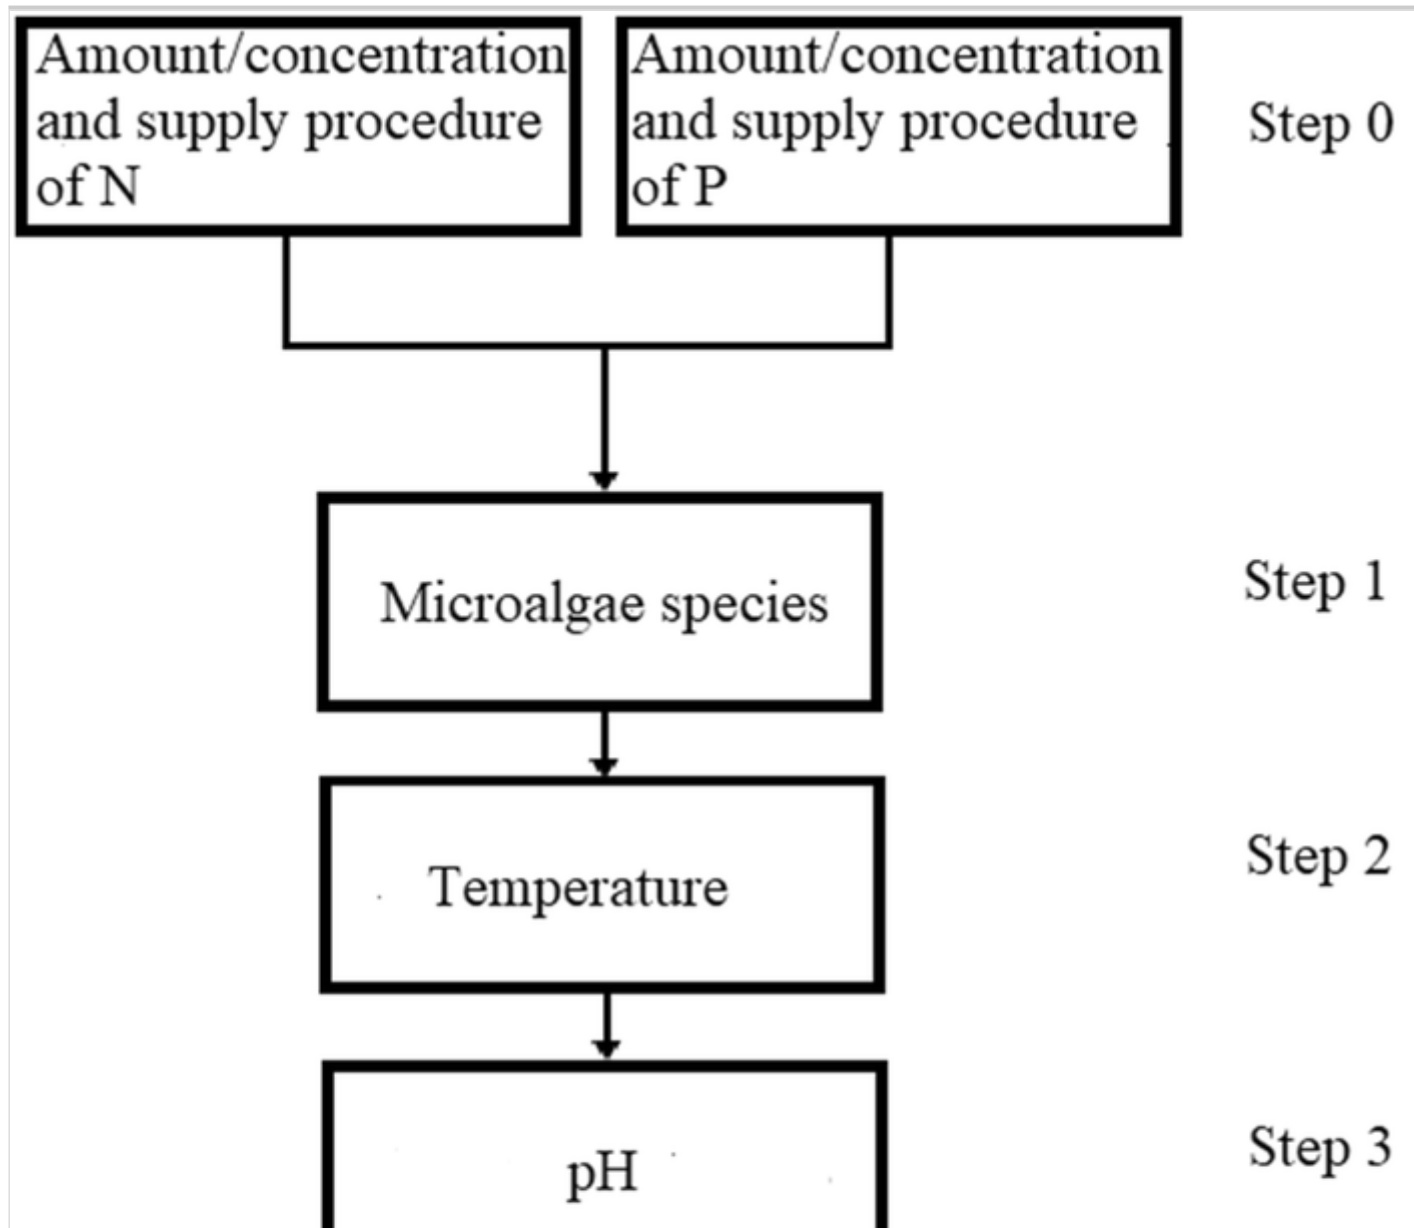 Amount/concentration
and supply procedure
of N
Amount/concentration
and supply procedure
of P
Step 0
Microalgae species
Step 1
Temperature
Step 2
pH
Step 3